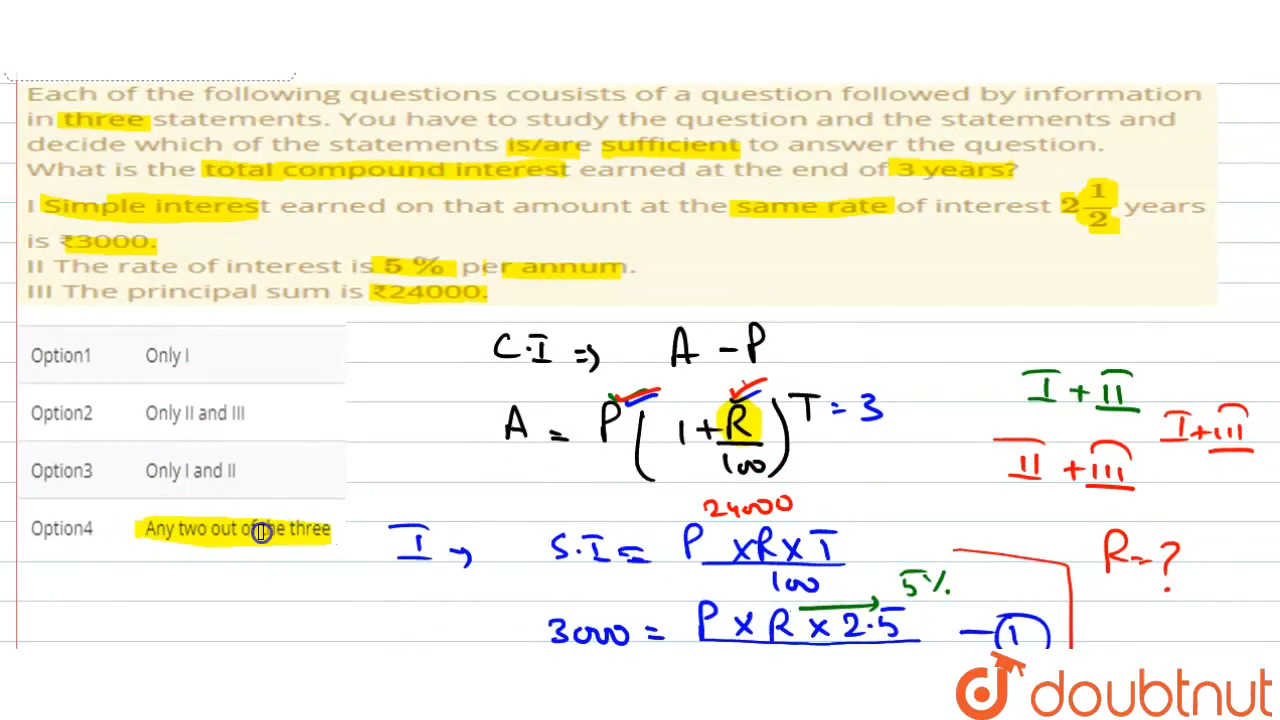 Each of the following questions cousists of a question followed by information
in three statements. You have to study the question and the statements and
decide which of the statements is/are sufficient to answer the question.
What is the total compound interest earned at the end of 3 years?
I Simple interest earned on that amount at the same rate of interest 2 1/2 years
is ₹3000.
II The rate of interest is 5 % per annum.
III The principal sum is ₹24000.
Option1 Only I
Option2 Only II and III
Option3 Only I and II
Option4 Any two out of the three
C.I ⇒ A - P
A = P(1+R/100)^T = 3
I + II
II + III
I + III
24000
I → S.I = P×R×T/100
R = ?
5%
3000 = P × R × 2.5 — 1
doubtnut